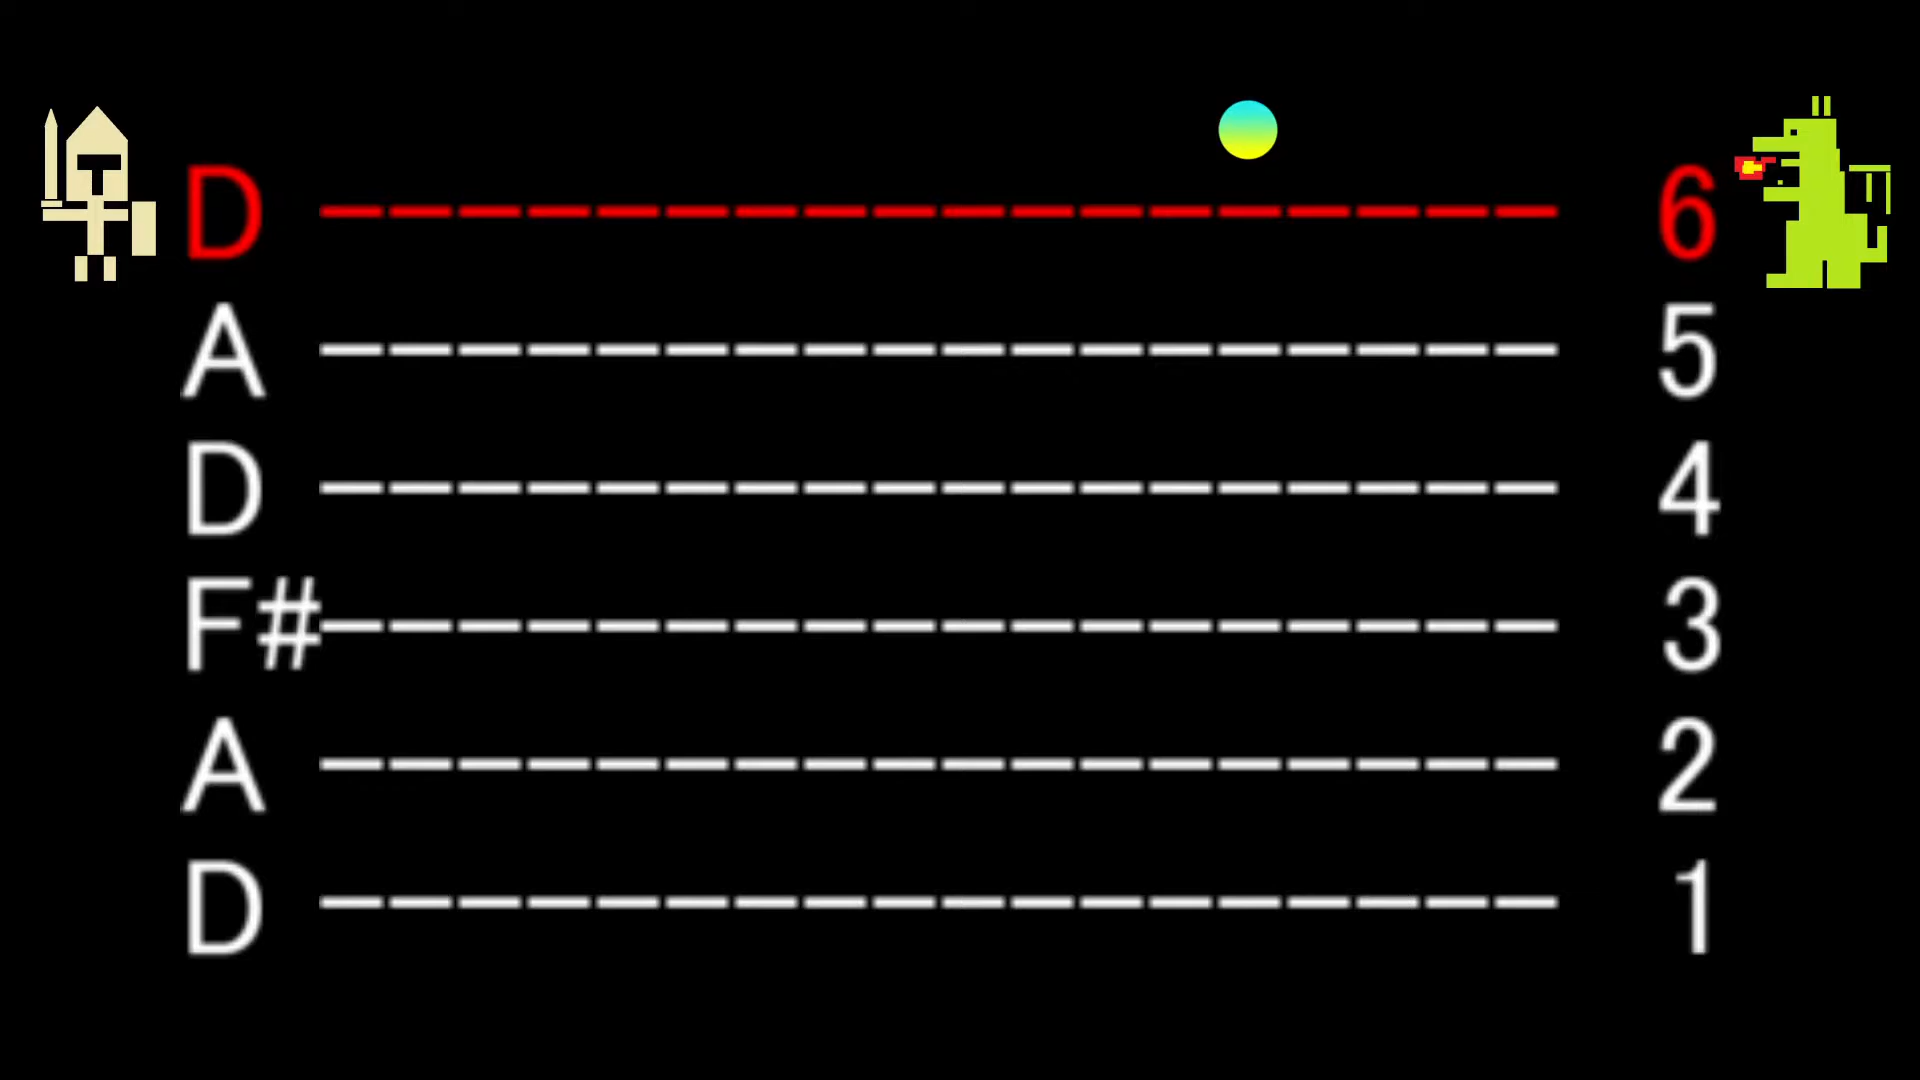 D ------------------ 6
A ------------------ 5
D ------------------ 4
F#------------------ 3
A ------------------ 2
D ------------------ 1